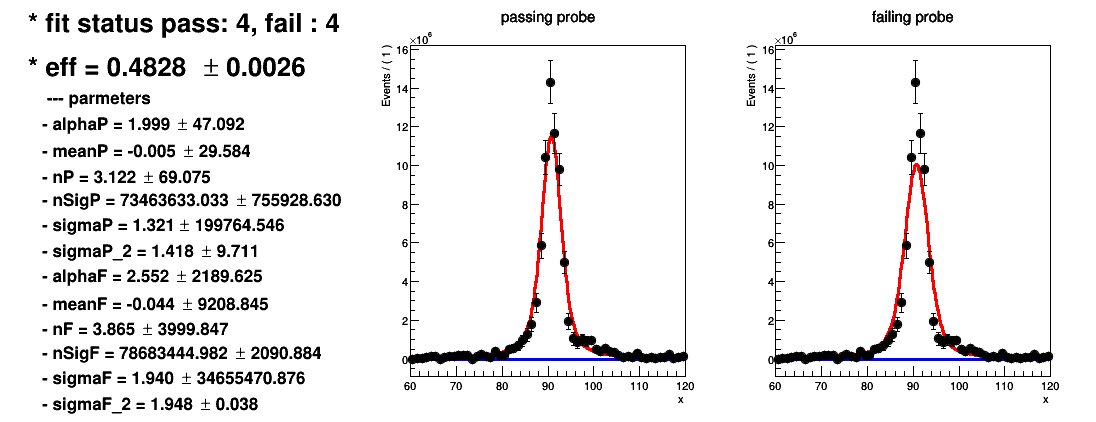 * fit status pass: 4, fail : 4
* eff = 0.4828 ± 0.0026
--- parmeters
- alphaP = 1.999 ± 47.092
- meanP = -0.005 ± 29.584
- nP = 3.122 ± 69.075
- nSigP = 73463633.033 ± 755928.630
- sigmaP = 1.321 ± 199764.546
- sigmaP_2 = 1.418 ± 9.711
- alphaF = 2.552 ± 2189.625
- meanF = -0.044 ± 9208.845
- nF = 3.865 ± 3999.847
- nSigF = 78683444.982 ± 2090.884
- sigmaF = 1.940 ± 34655470.876
- sigmaF_2 = 1.948 ± 0.038
passing probe
×10⁶
Events / ( 1 )
16
14
12
10
8
6
4
2
0
60 70 80 90 100 110 120
x
failing probe
×10⁶
Events / ( 1 )
16
14
12
10
8
6
4
2
0
60 70 80 90 100 110 120
x